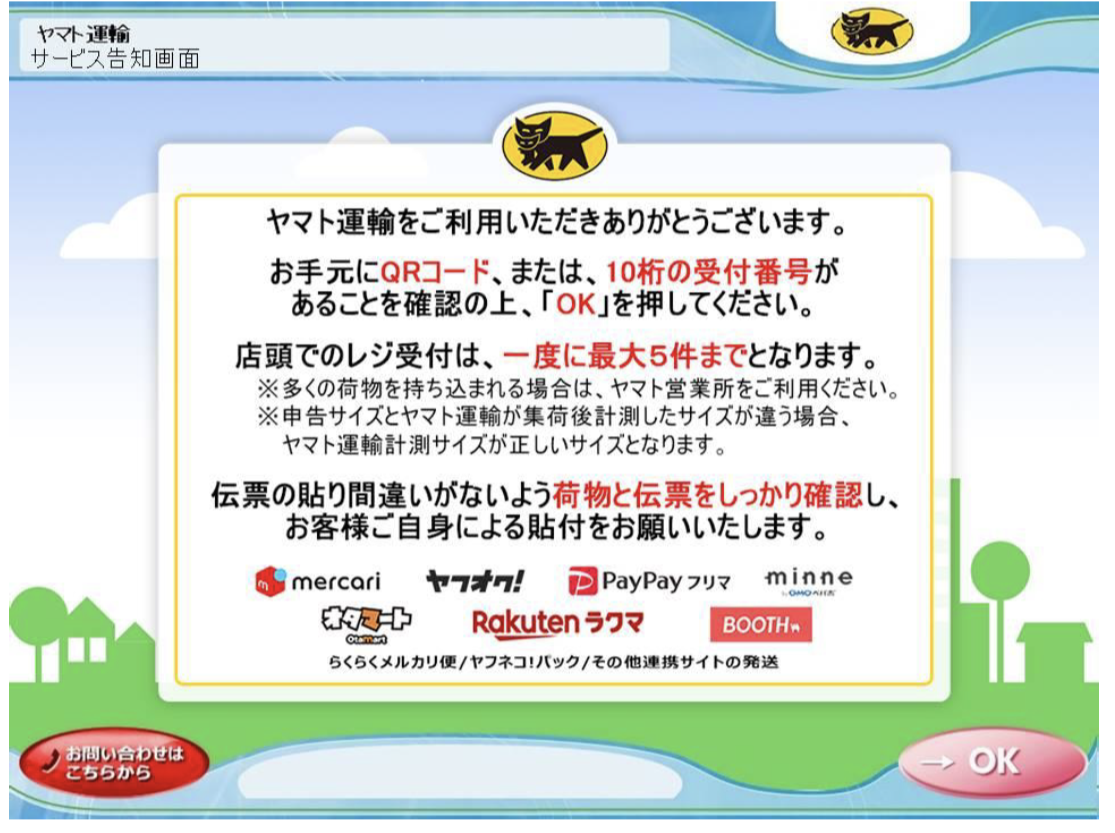 ヤマト運輸
サービス告知画面
ヤマト運輸をご利用いただきありがとうございます。
お手元にQRコード、または、10桁の受付番号が
あることを確認の上、「OK」を押してください。
店頭でのレジ受付は、一度に最大5件までとなります。
※多くの荷物を持ち込まれる場合は、ヤマト営業所をご利用ください。
※申告サイズとヤマト運輸が集荷後計測したサイズが違う場合、
ヤマト運輸計測サイズが正しいサイズとなります。
伝票の貼り間違いがないよう荷物と伝票をしっかり確認し、
お客様ご自身による貼付をお願いいたします。
m mercari ヤフオク! PayPay フリマ minne
by GMOペパボ
オタマート Rakuten ラクマ BOOTH
Otamart
らくらくメルカリ便/ヤフネコ!パック/その他連携サイトの発送
お問い合わせは
こちらから
→ OK